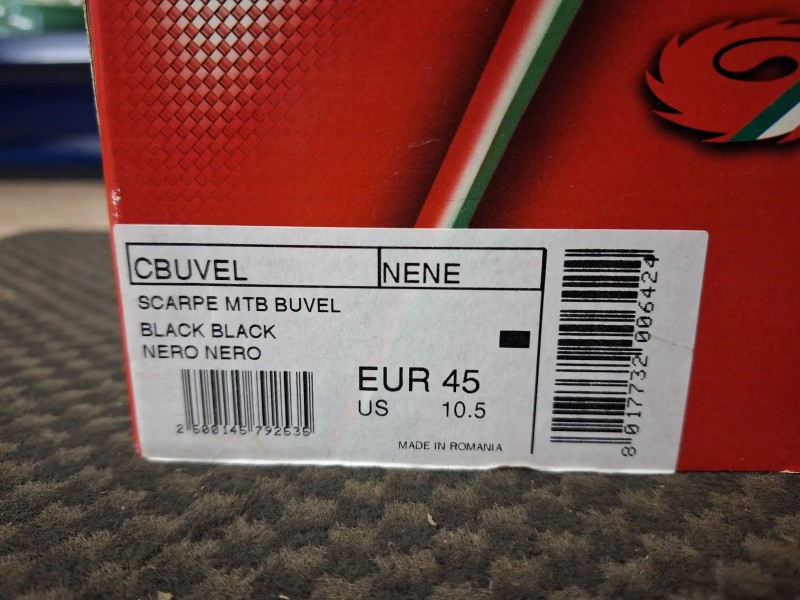 CBUVEL NENE
SCARPE MTB BUVEL
BLACK BLACK
NERO NERO
EUR 45
US 10.5
2 500145 792535
MADE IN ROMANIA
8 017732 006424